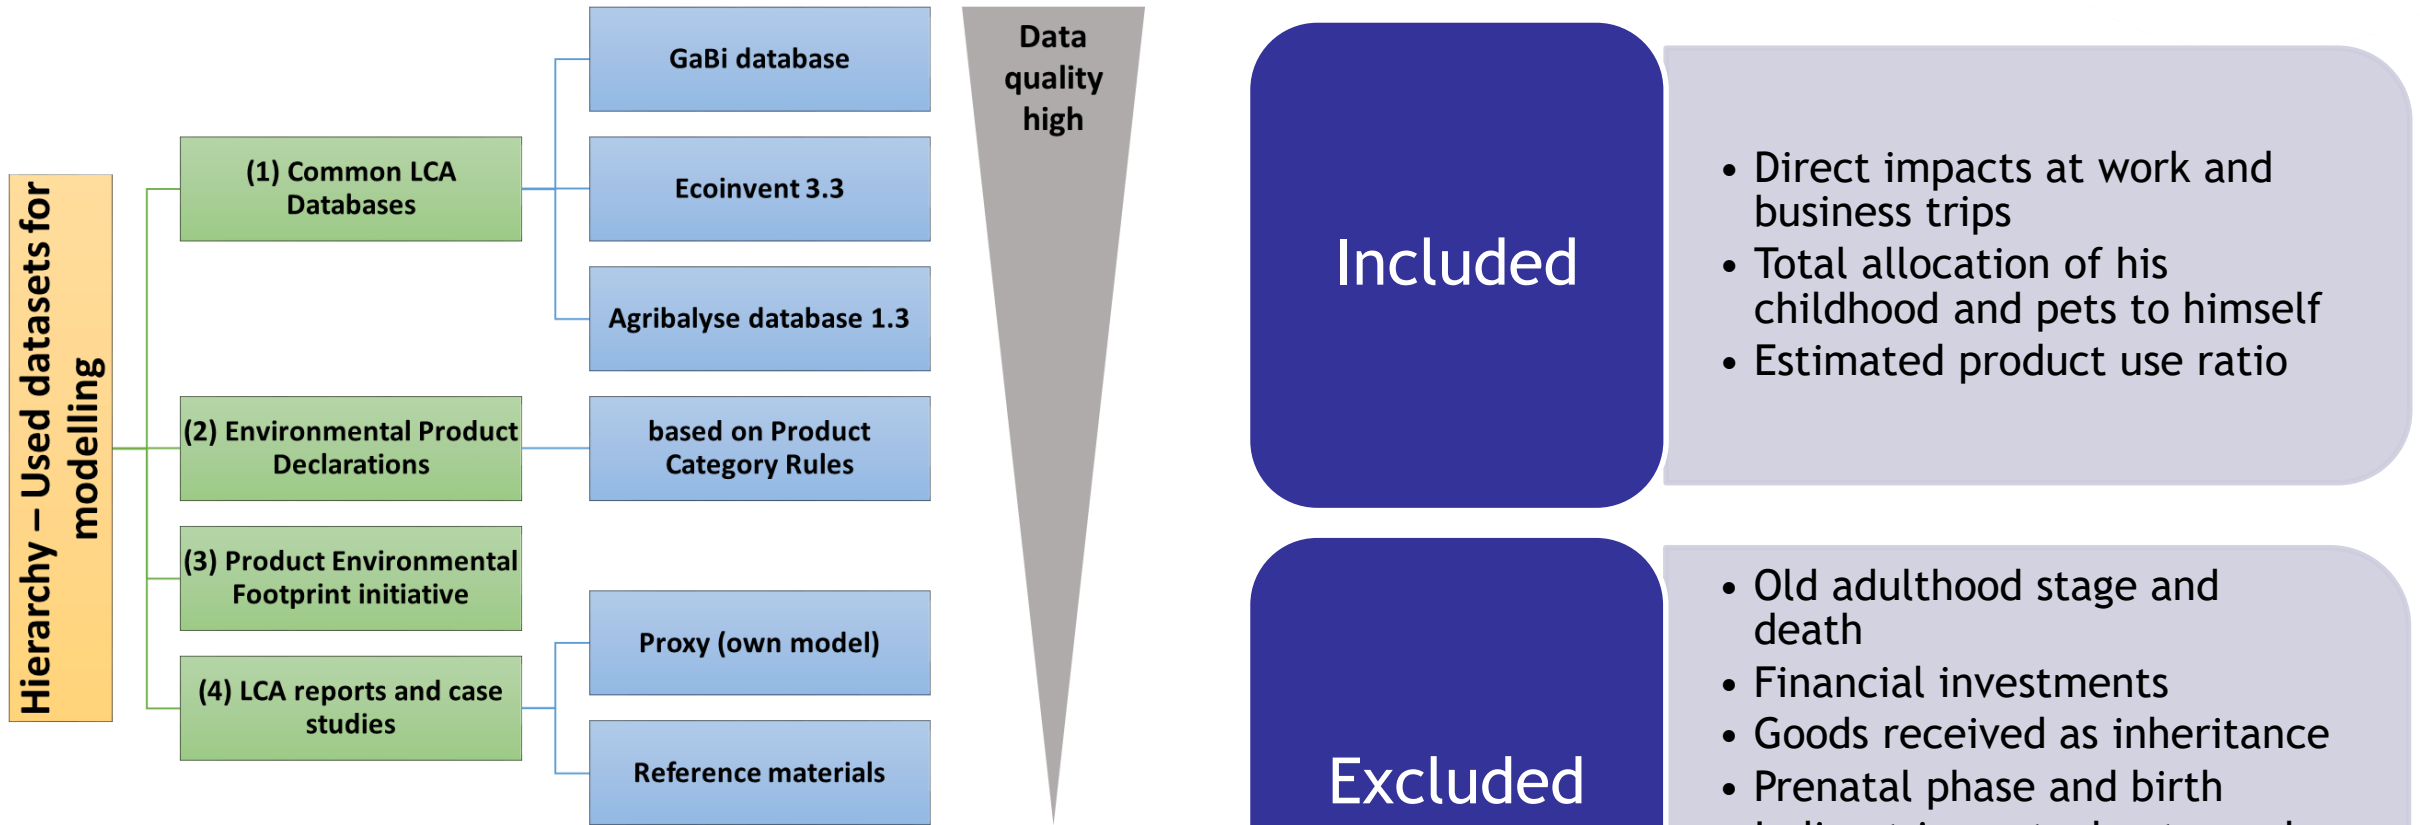 Hierarchy – Used datasets for
modelling
(1) Common LCA
Databases
(2) Environmental Product
Declarations
(3) Product Environmental
Footprint initiative
(4) LCA reports and case
studies
GaBi database
Ecoinvent 3.3
Agribalyse database 1.3
based on Product
Category Rules
Proxy (own model)
Reference materials
Data
quality
high
Included
• Direct impacts at work and
business trips
• Total allocation of his
childhood and pets to himself
• Estimated product use ratio
Excluded
• Old adulthood stage and
death
• Financial investments
• Goods received as inheritance
• Prenatal phase and birth